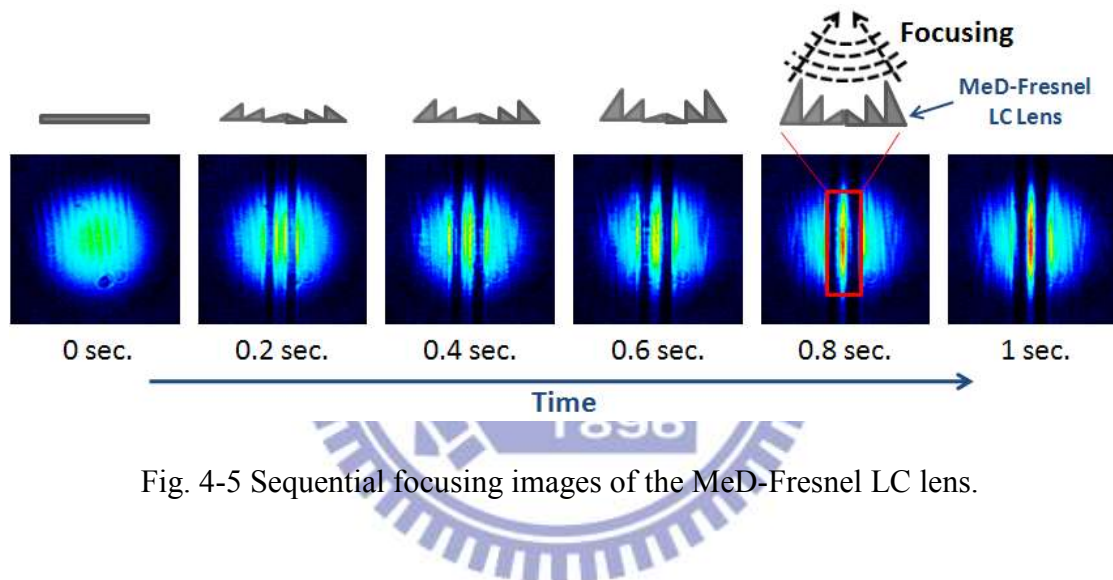 Focusing
MeD-Fresnel
LC Lens
0 sec.
0.2 sec.
0.4 sec.
0.6 sec.
0.8 sec.
1 sec.
Time
1896
Fig. 4-5 Sequential focusing images of the MeD-Fresnel LC lens.